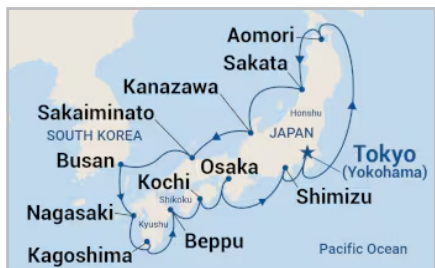 Aomori
Sakata
Kanazawa
Honshu
Sakaiminato
SOUTH KOREA
JAPAN
Tokyo
(Yokohama)
Busan
Osaka
Kochi
Shikoku
Shimizu
Nagasaki
Kyushu
Beppu
Kagoshima
Pacific Ocean